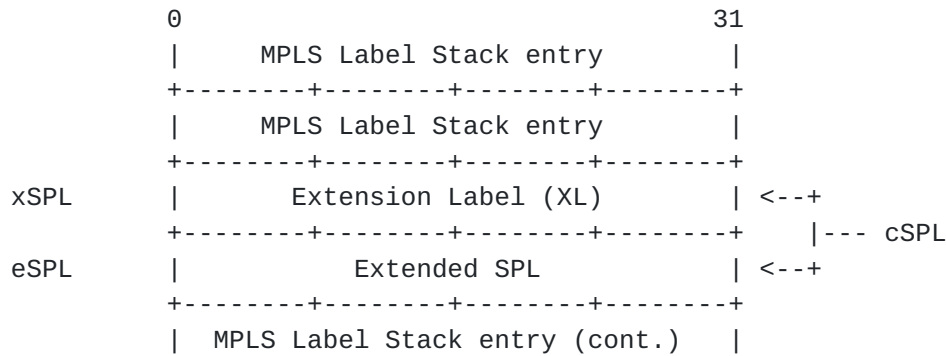 0                                      31
|      MPLS Label Stack entry         |
+--------+--------+--------+--------+
|      MPLS Label Stack entry         |
+--------+--------+--------+--------+
xSPL      |        Extension Label (XL)         | <--+
+--------+--------+--------+--------+    |--- cSPL
eSPL      |            Extended SPL             | <--+
+--------+--------+--------+--------+
|  MPLS Label Stack entry (cont.)   |